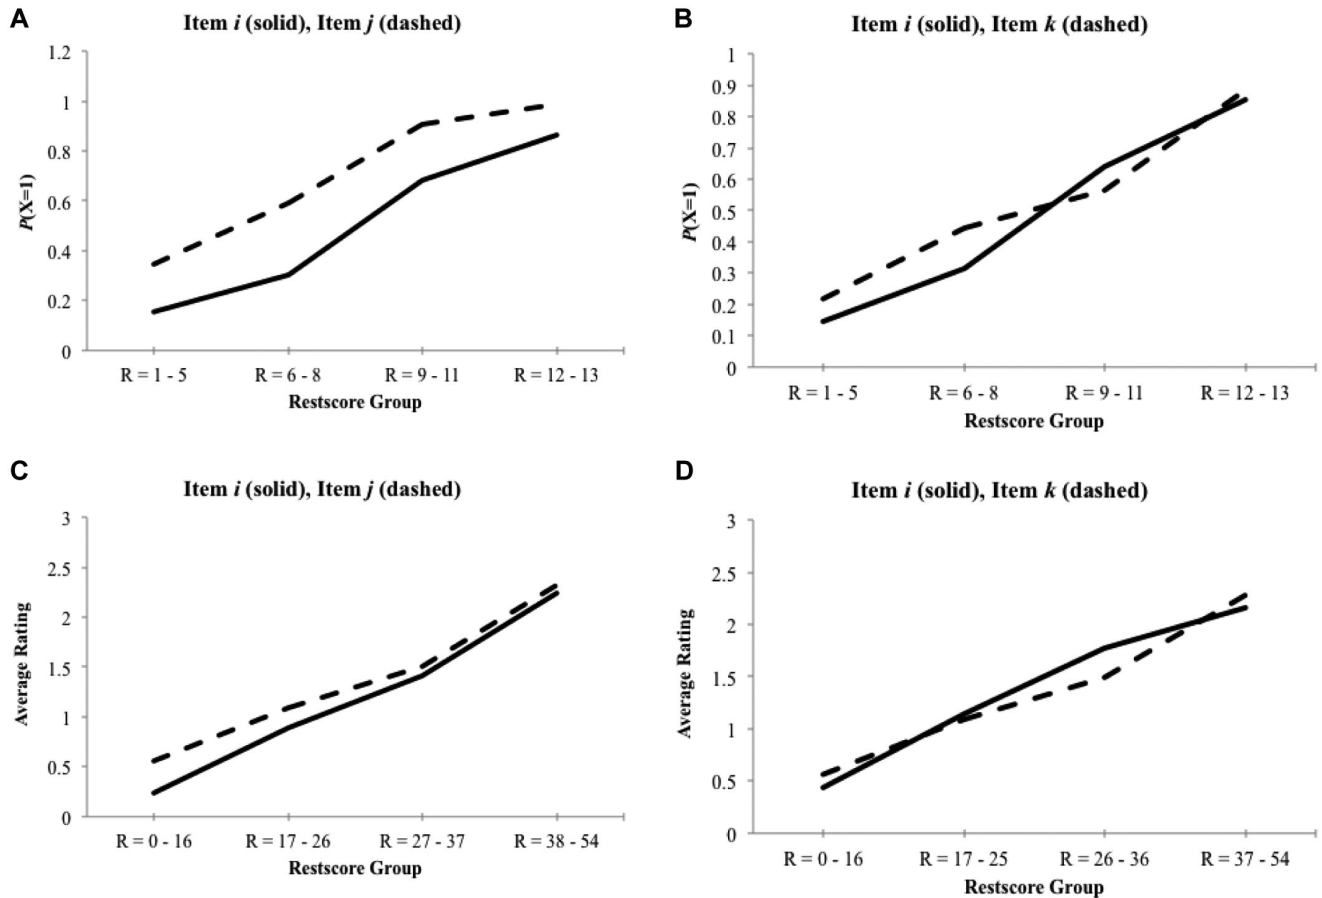 A
Item i (solid), Item j (dashed)
1.2
1
0.8
0.6
0.4
0.2
0
P(X=1)
R = 1 - 5
R = 6 - 8
R = 9 - 11
R = 12 - 13
Restscore Group
B
Item i (solid), Item k (dashed)
1
0.9
0.8
0.7
0.6
0.5
0.4
0.3
0.2
0.1
0
P(X=1)
R = 1 - 5
R = 6 - 8
R = 9 - 11
R = 12 - 13
Restscore Group
C
Item i (solid), Item j (dashed)
3
2.5
2
1.5
1
0.5
0
Average Rating
R = 0 - 16
R = 17 - 26
R = 27 - 37
R = 38 - 54
Restscore Group
D
Item i (solid), Item k (dashed)
3
2.5
2
1.5
1
0.5
0
Average Rating
R = 0 - 16
R = 17 - 25
R = 26 - 36
R = 37 - 54
Restscore Group